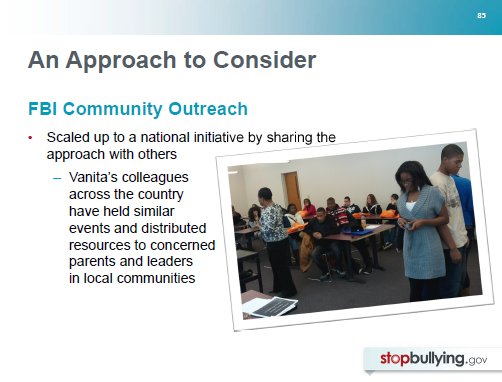 85
An Approach to Consider
FBI Community Outreach
• Scaled up to a national initiative by sharing the
approach with others
– Vanita's colleagues
across the country
have held similar
events and distributed
resources to concerned
parents and leaders
in local communities
stopbullying.gov